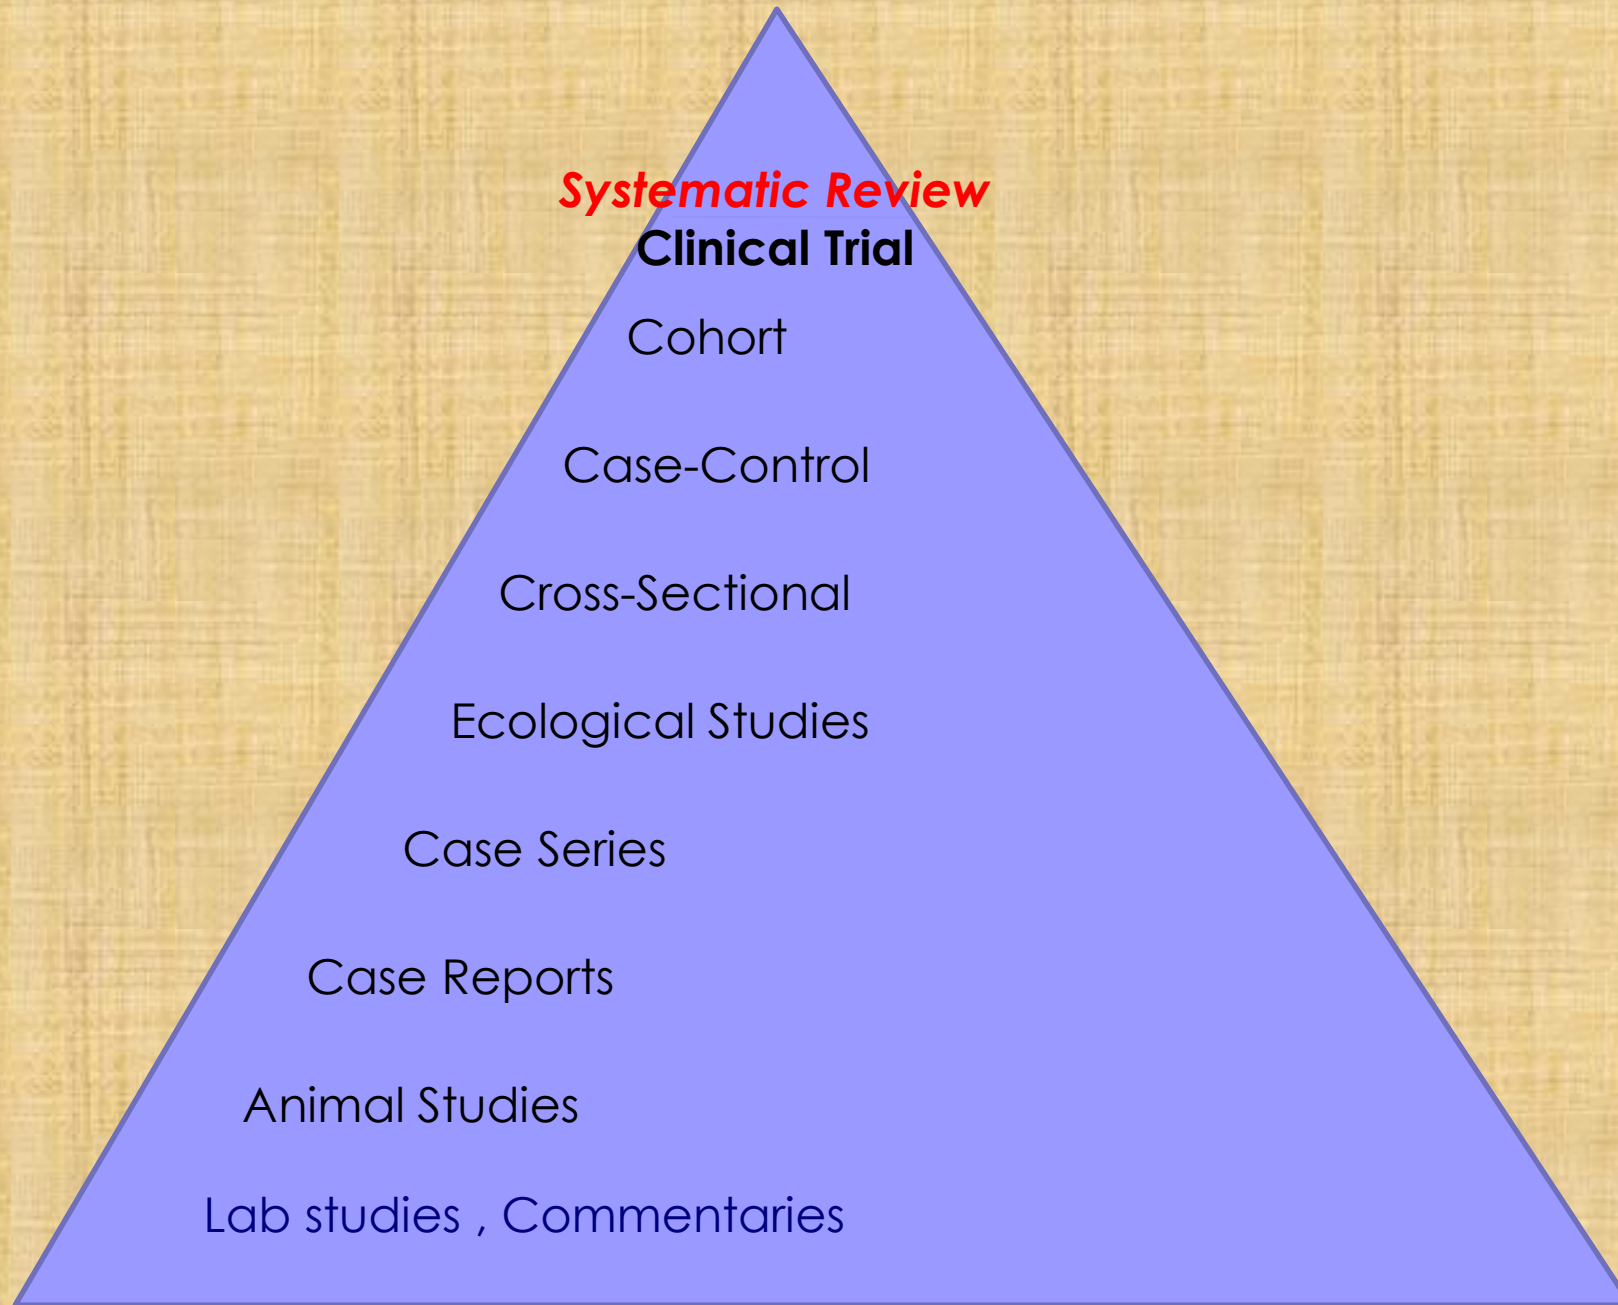 Systematic Review
Clinical Trial
Cohort
Case-Control
Cross-Sectional
Ecological Studies
Case Series
Case Reports
Animal Studies
Lab studies , Commentaries